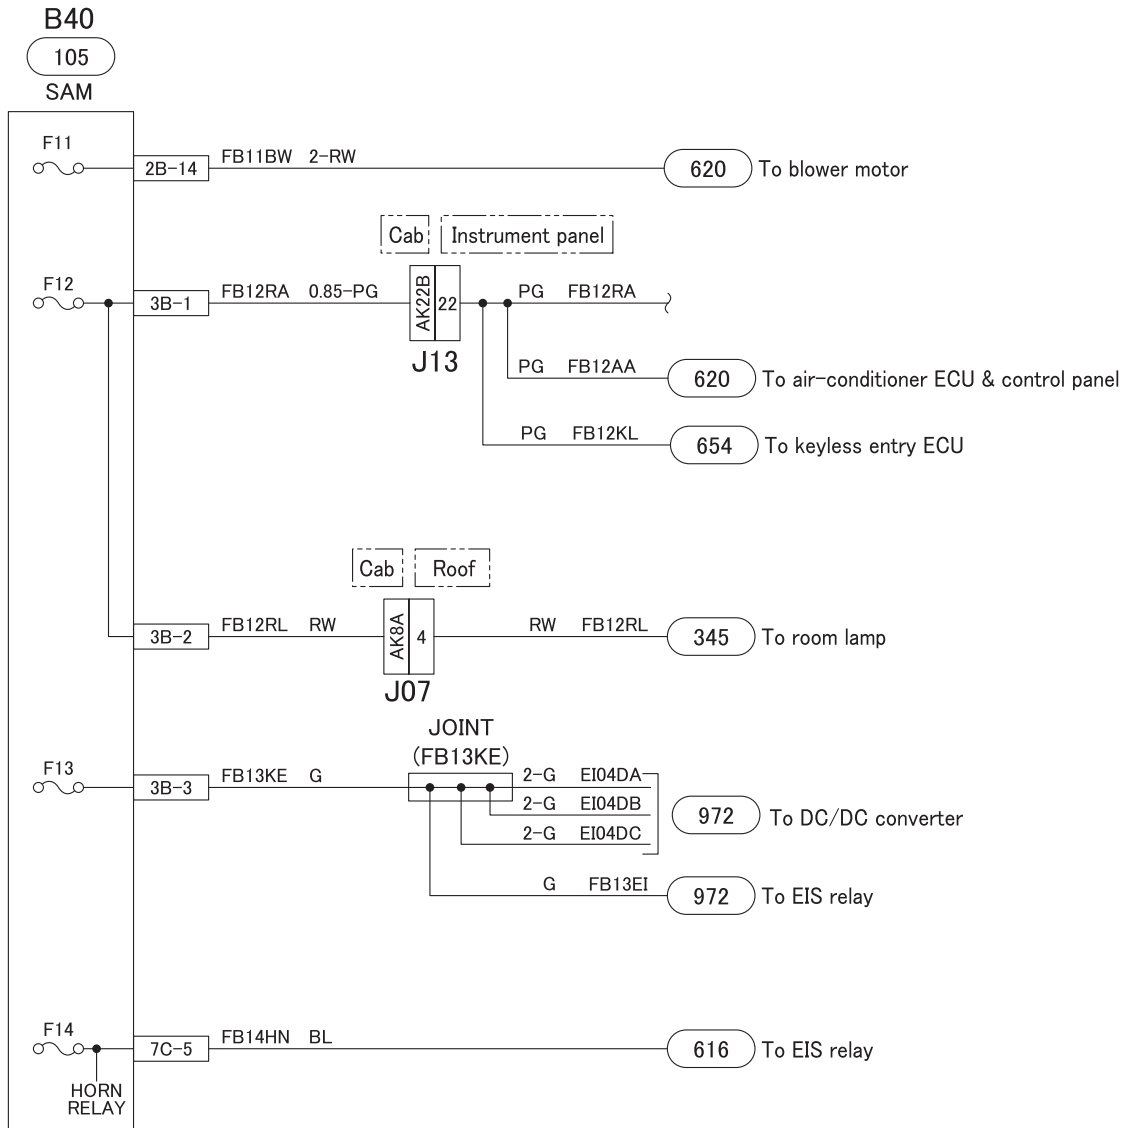 B40
105
SAM
F11
2B-14
FB11BW 2-RW
620
To blower motor
Cab
Instrument panel
F12
3B-1
FB12RA 0.85-PG
AK22B
22
J13
PG FB12RA
PG FB12AA
620
To air-conditioner ECU & control panel
PG FB12KL
654
To keyless entry ECU
Cab
Roof
3B-2
FB12RL RW
AK8A
4
J07
RW FB12RL
345
To room lamp
JOINT
(FB13KE)
F13
3B-3
FB13KE G
2-G EI04DA
2-G EI04DB
2-G EI04DC
972
To DC/DC converter
G FB13EI
972
To EIS relay
F14
7C-5
FB14HN BL
616
To EIS relay
HORN
RELAY